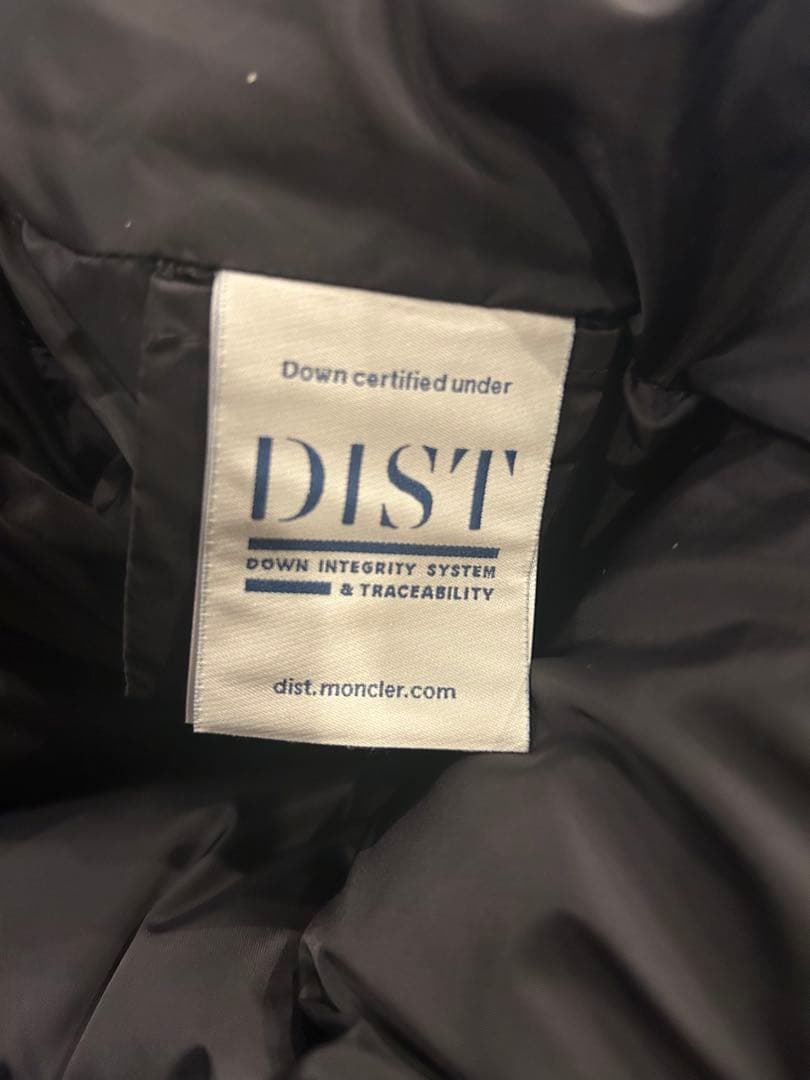 Down certified under
DIST
DOWN INTEGRITY SYSTEM
& TRACEABILITY
dist.moncler.com